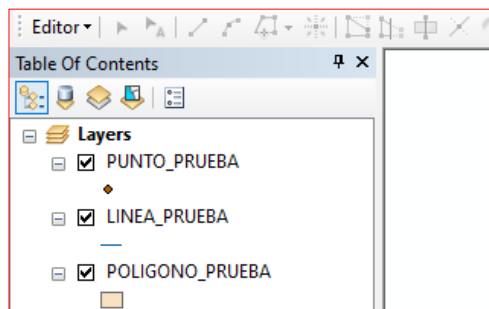 Editor
Table Of Contents
Layers
PUNTO_PRUEBA
LINEA_PRUEBA
POLIGONO_PRUEBA